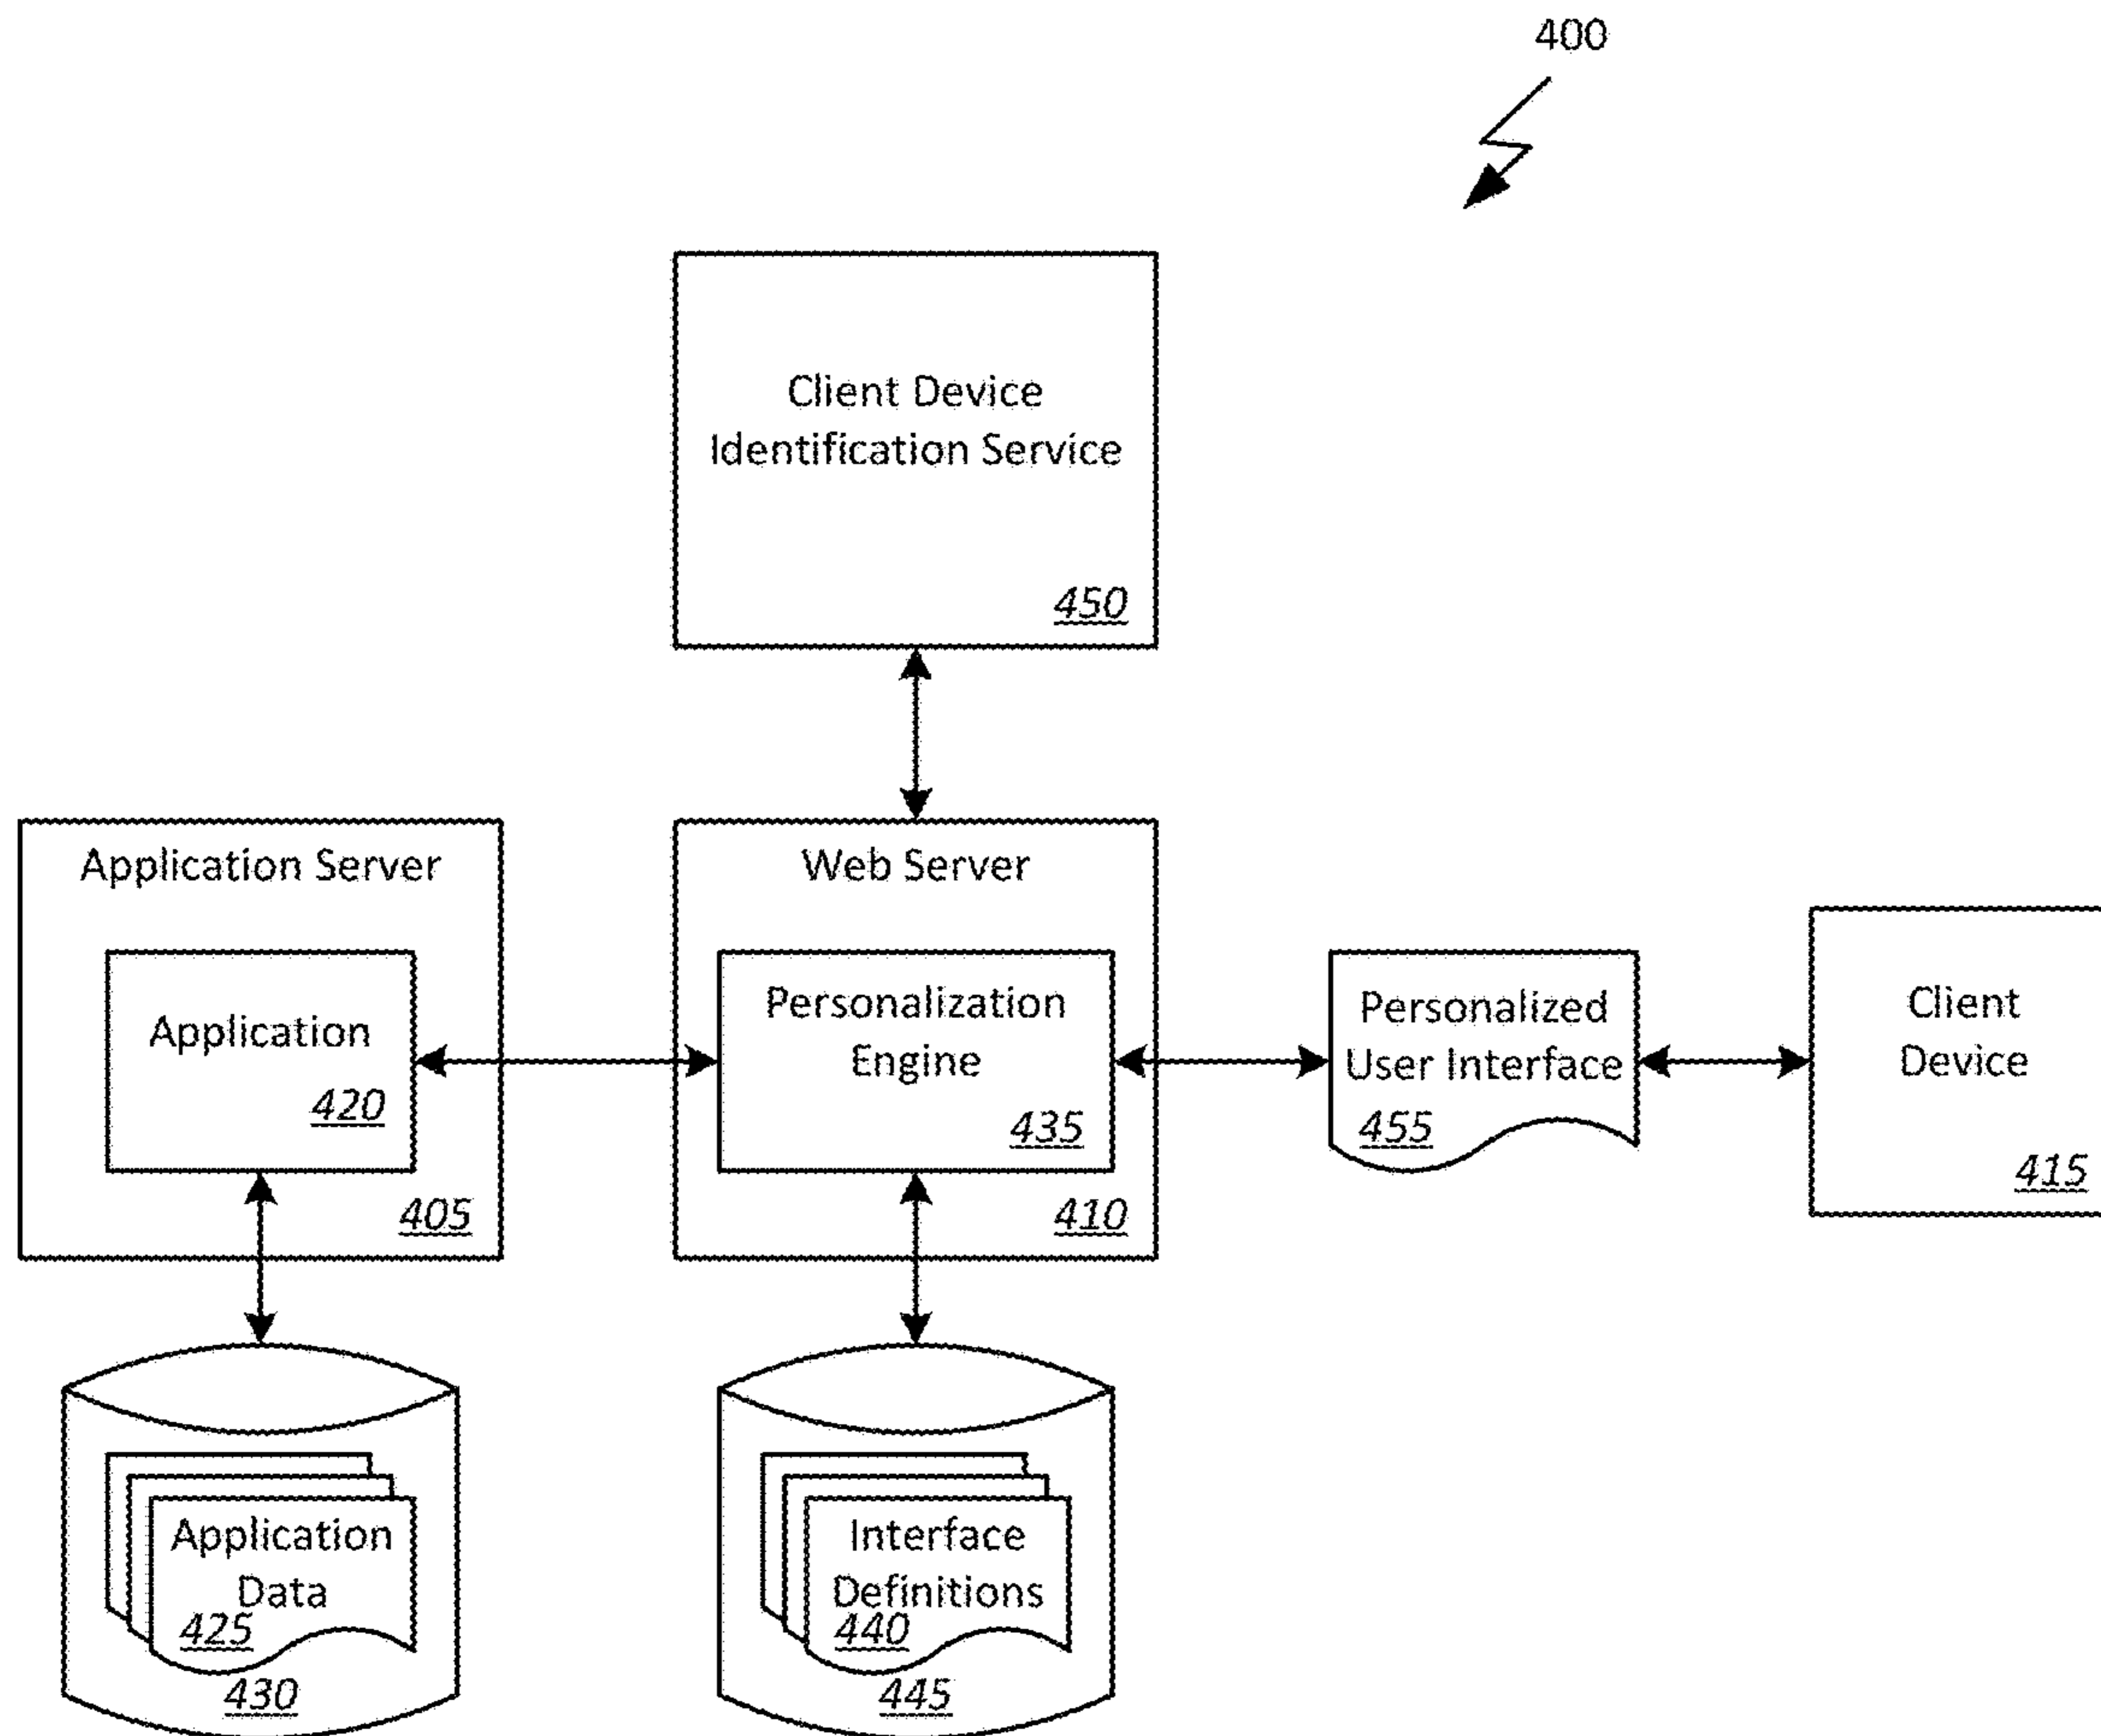 400
Client Device
Identification Service
450
Application Server
Application
420
405
Web Server
Personalization
Engine
435
410
Personalized
User Interface
455
Client
Device
415
Application
Data
425
430
Interface
Definitions
440
445